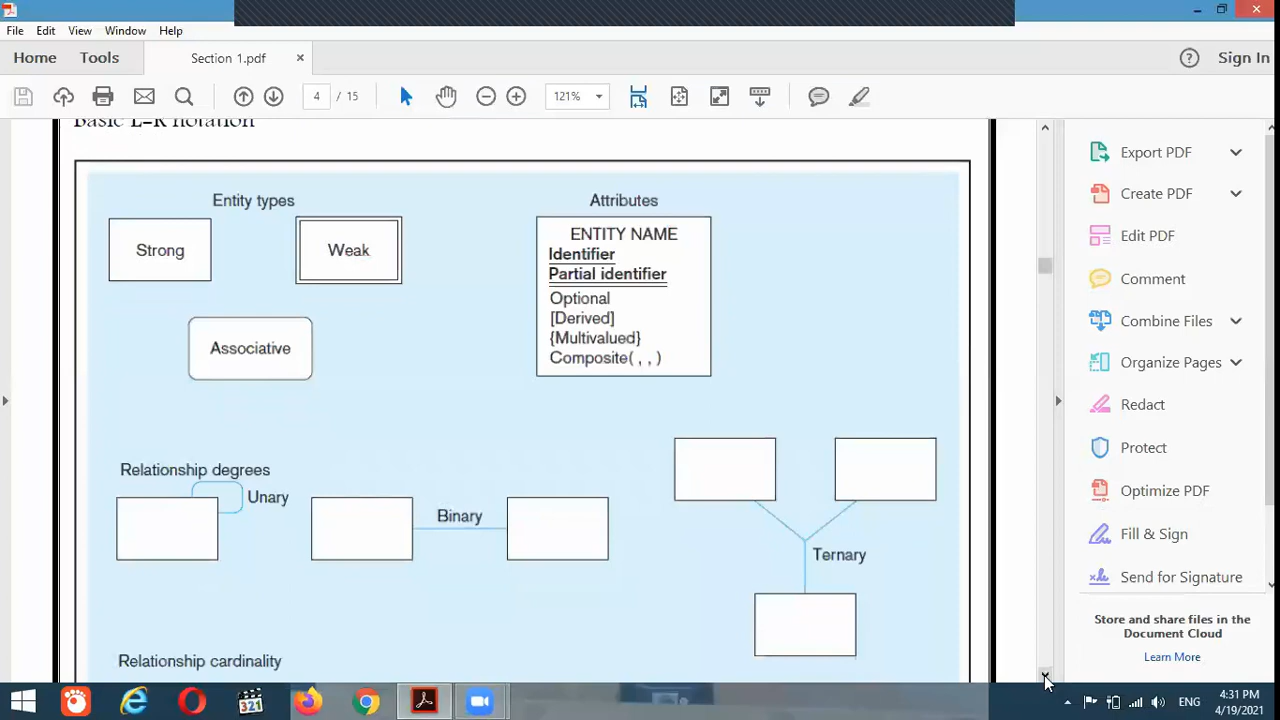 File Edit View Window Help
Home Tools Section 1.pdf × Sign In
4 / 15 121%
Basic E-R notation
Entity types
Strong
Weak
Associative
Attributes
ENTITY NAME
Identifier
Partial identifier
Optional
[Derived]
{Multivalued}
Composite( , , )
Relationship degrees
Unary
Binary
Ternary
Relationship cardinality
Export PDF
Create PDF
Edit PDF
Comment
Combine Files
Organize Pages
Redact
Protect
Optimize PDF
Fill & Sign
Send for Signature
Store and share files in the
Document Cloud
Learn More
321
ENG
4:31 PM
4/19/2021